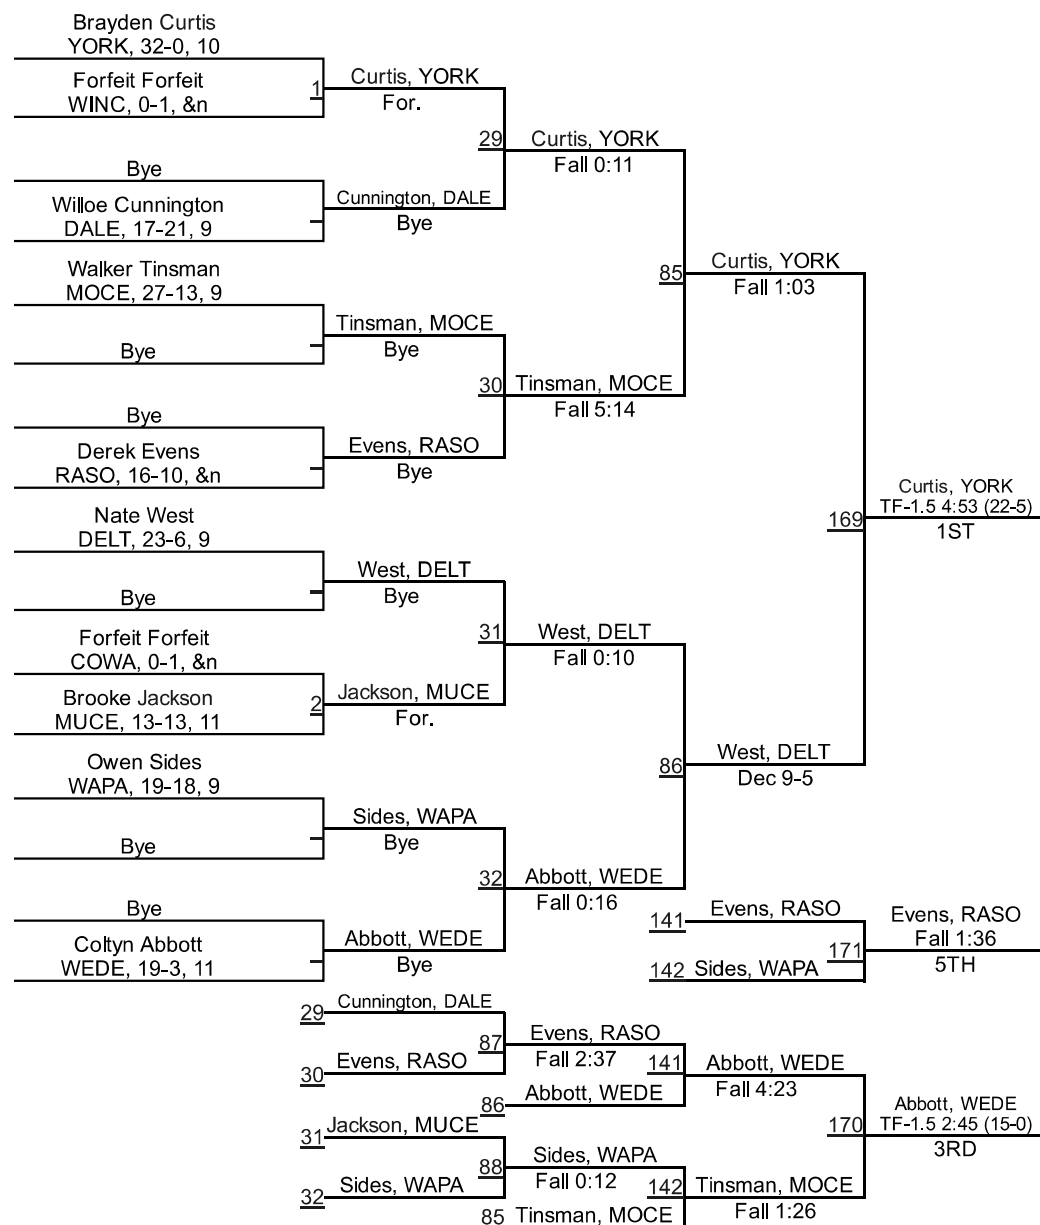 Brayden Curtis
YORK, 32-0, 10
Forfeit Forfeit
WINC, 0-1, &n
1
Curtis, YORK
For.
Bye
Willoe Cunnington
DALE, 17-21, 9
Cunnington, DALE
Bye
29
Curtis, YORK
Fall 0:11
Walker Tinsman
MOCE, 27-13, 9
Bye
Tinsman, MOCE
Bye
Bye
Derek Evens
RASO, 16-10, &n
Evens, RASO
Bye
30
Tinsman, MOCE
Fall 5:14
85
Curtis, YORK
Fall 1:03
Nate West
DELT, 23-6, 9
Bye
West, DELT
Bye
Forfeit Forfeit
COWA, 0-1, &n
Brooke Jackson
MUCE, 13-13, 11
2
Jackson, MUCE
For.
31
West, DELT
Fall 0:10
Owen Sides
WAPA, 19-18, 9
Bye
Sides, WAPA
Bye
Bye
Coltyn Abbott
WEDE, 19-3, 11
Abbott, WEDE
Bye
32
Abbott, WEDE
Fall 0:16
86
West, DELT
Dec 9-5
169
Curtis, YORK
TF-1.5 4:53 (22-5)
1ST
141
Evens, RASO
142
Sides, WAPA
171
Evens, RASO
Fall 1:36
5TH
29
Cunnington, DALE
30
Evens, RASO
87
Evens, RASO
Fall 2:37
86
Abbott, WEDE
141
Abbott, WEDE
Fall 4:23
31
Jackson, MUCE
32
Sides, WAPA
88
Sides, WAPA
Fall 0:12
85
Tinsman, MOCE
142
Tinsman, MOCE
Fall 1:26
170
Abbott, WEDE
TF-1.5 2:45 (15-0)
3RD